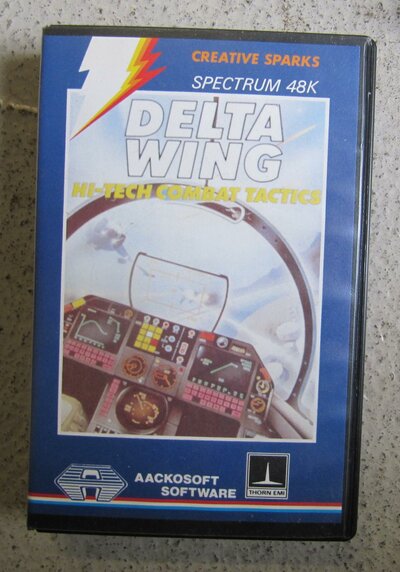 CREATIVE SPARKS
SPECTRUM 48K
DELTA
WING
HI-TECH COMBAT TACTICS
AACKOSOFT
SOFTWARE
THORN EMI